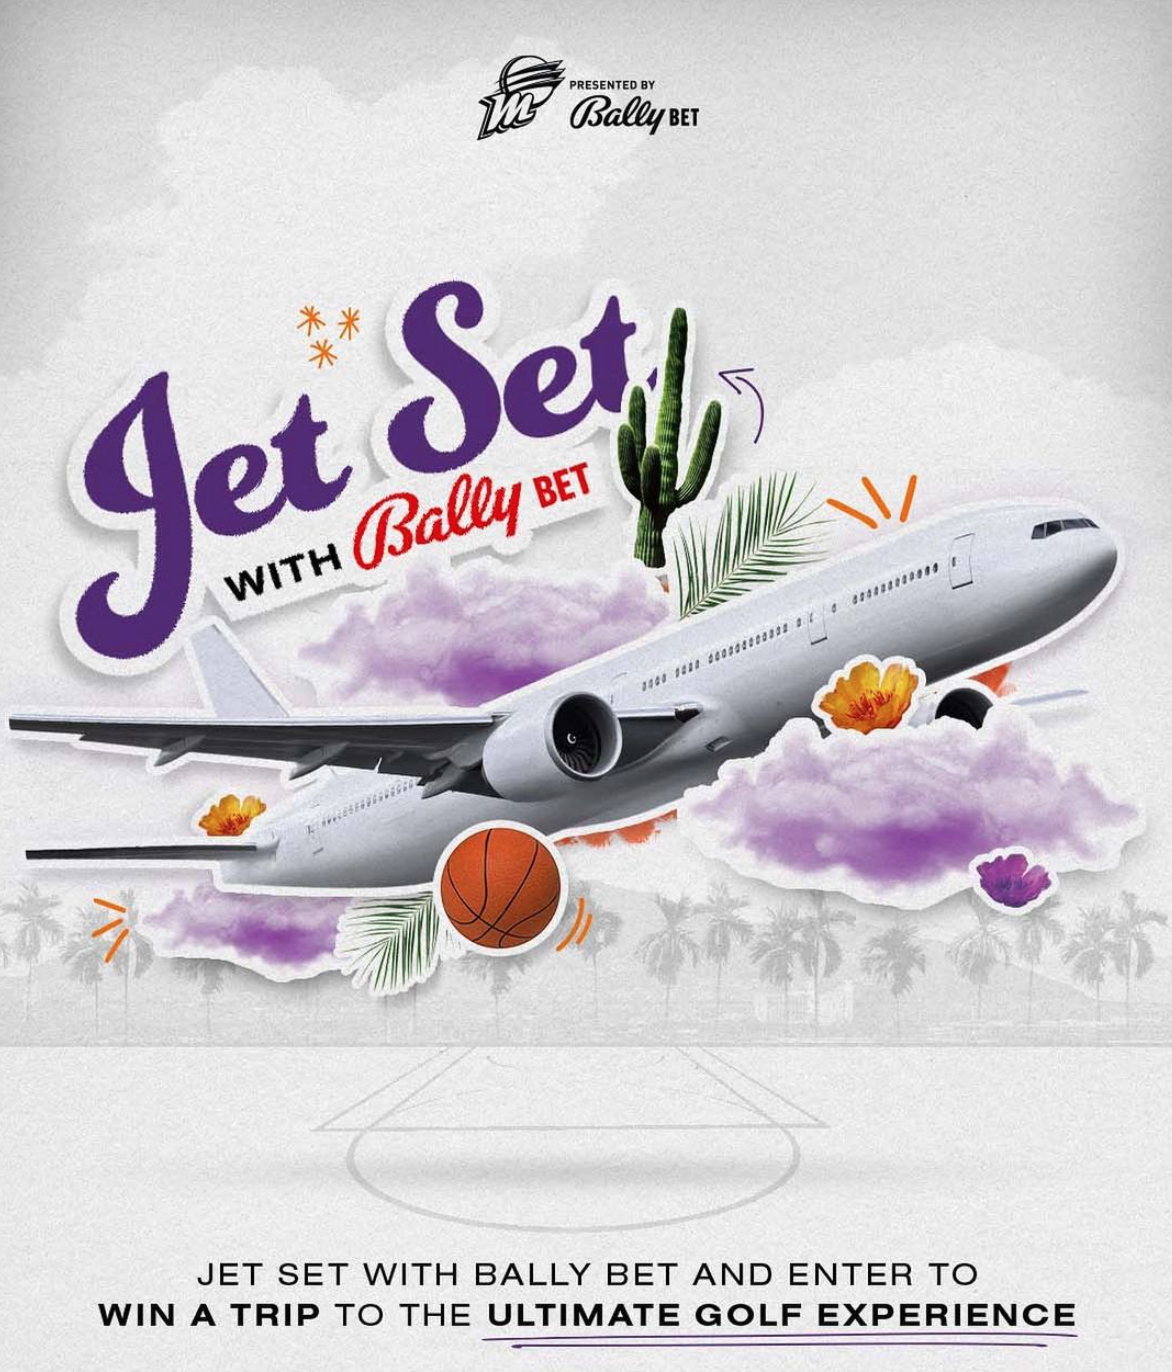 M
PRESENTED BY
Bally BET
Jet Set
WITH Bally BET
JET SET WITH BALLY BET AND ENTER TO
WIN A TRIP TO THE ULTIMATE GOLF EXPERIENCE